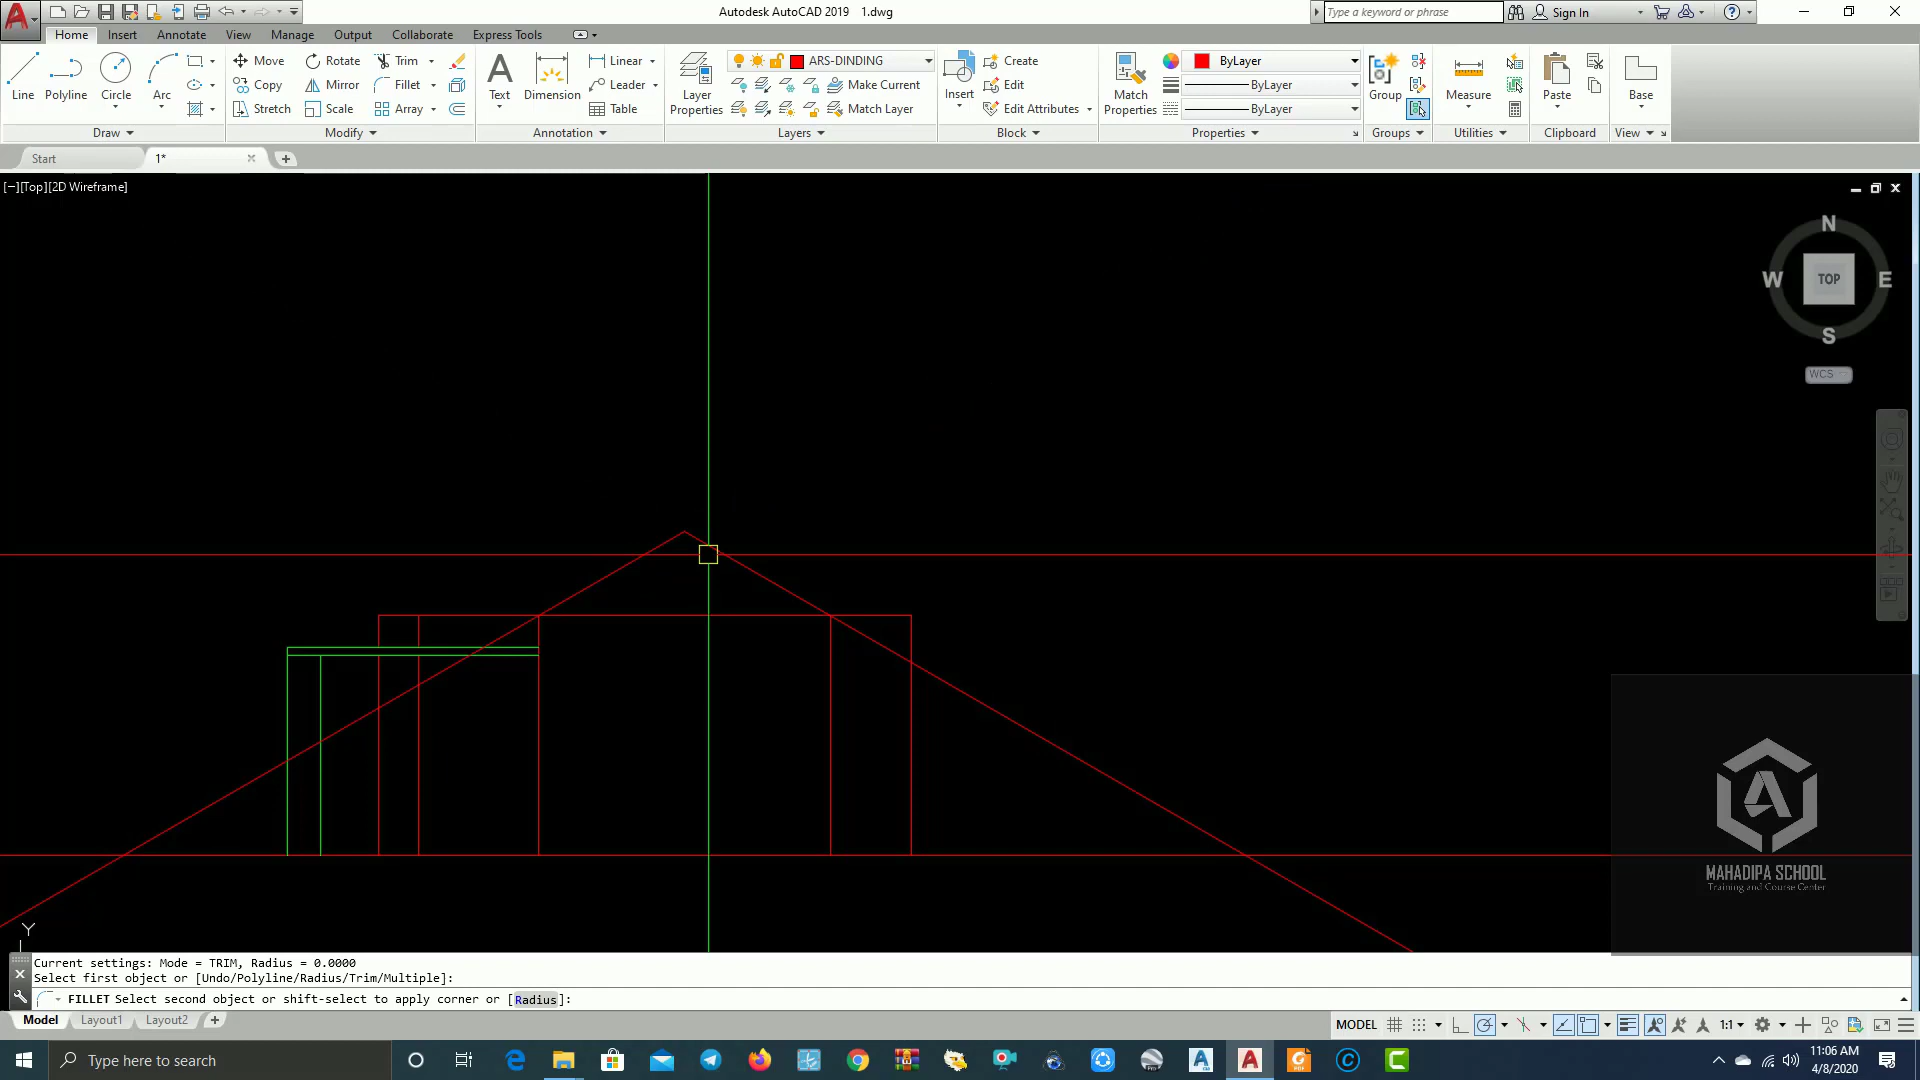 Autodesk AutoCAD 2019 1.dwg
Type a keyword or phrase
Sign In
Home Insert Annotate View Manage Output Collaborate Express Tools
Line Polyline Circle Arc
Move Rotate Trim
Copy Mirror Fillet
Stretch Scale Array
Text Dimension
Linear
Leader
Table
Layer Properties
ARS-DINDING
Make Current
Match Layer
Insert
Create
Edit
Edit Attributes
Match Properties
ByLayer
ByLayer
ByLayer
Group Measure Paste Base
Draw Modify Annotation Layers Block Properties Groups Utilities Clipboard View
Start 1*
[−][Top][2D Wireframe]
N
W TOP E
S
WCS
MAHADIPA SCHOOL
Training and Course Center
Y
Current settings: Mode = TRIM, Radius = 0.0000
Select first object or [Undo/Polyline/Radius/Trim/Multiple]:
FILLET Select second object or shift-select to apply corner or [Radius]:
Model Layout1 Layout2
MODEL 1:1
Type here to search
11:06 AM
4/8/2020